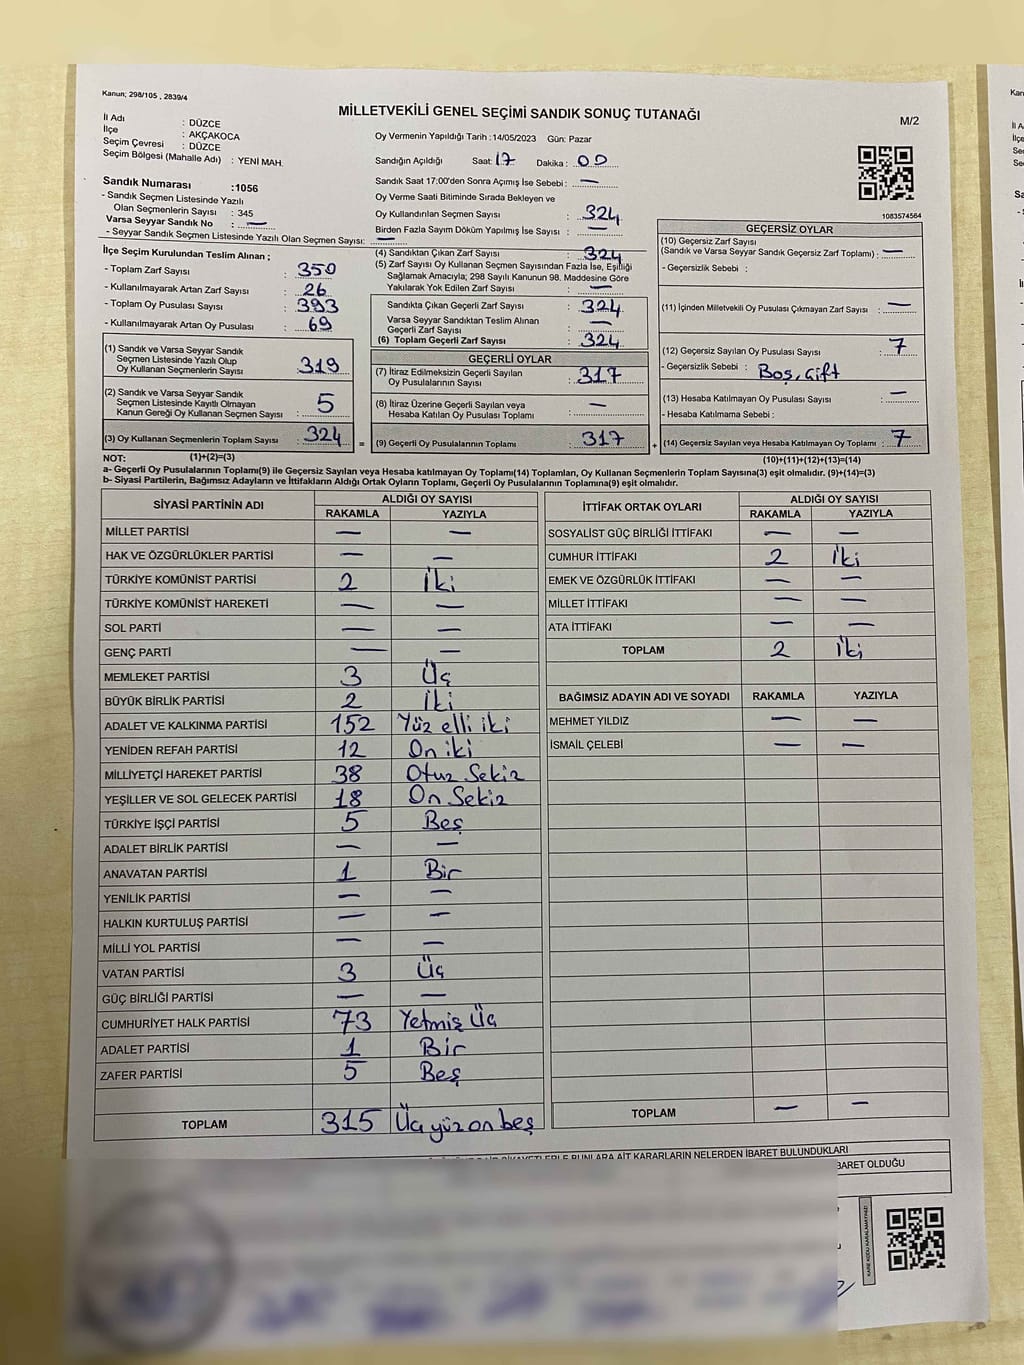 Kanun; 298/105 , 2839/4
MİLLETVEKİLİ GENEL SEÇİMİ SANDIK SONUÇ TUTANAĞI
M/2
İl Adı : DÜZCE
İlçe : AKÇAKOCA
Seçim Çevresi : DÜZCE
Seçim Bölgesi (Mahalle Adı) : YENİ MAH.
Oy Vermenin Yapıldığı Tarih :14/05/2023 Gün: Pazar
Sandığın Açıldığı Saat: 17 Dakika : 00
Sandık Saat 17:00'den Sonra Açımış İse Sebebi : —
Oy Verme Saati Bitiminde Sırada Bekleyen ve
Oy Kullandırılan Seçmen Sayısı : 324
Birden Fazla Sayım Döküm Yapılmış İse Sayısı : —
Sandık Numarası :1056
- Sandık Seçmen Listesinde Yazılı
Olan Seçmenlerin Sayısı : 345
Varsa Seyyar Sandık No : —
- Seyyar Sandık Seçmen Listesinde Yazılı Olan Seçmen Sayısı: —
1083574564
İlçe Seçim Kurulundan Teslim Alınan ;
- Toplam Zarf Sayısı : 350
- Kullanılmayarak Artan Zarf Sayısı : 26
- Toplam Oy Pusulası Sayısı : 393
- Kullanılmayarak Artan Oy Pusulası : 69
(1) Sandık ve Varsa Seyyar Sandık
Seçmen Listesinde Yazılı Olup
Oy Kullanan Seçmenlerin Sayısı : 319
(2) Sandık ve Varsa Seyyar Sandık
Seçmen Listesinde Kayıtlı Olmayan
Kanun Gereği Oy Kullanan Seçmen Sayısı : 5
(3) Oy Kullanan Seçmenlerin Toplam Sayısı : 324
(4) Sandıktan Çıkan Zarf Sayısı : 324
(5) Zarf Sayısı Oy Kullanan Seçmen Sayısından Fazla İse, Eşitliği
Sağlamak Amacıyla; 298 Sayılı Kanunun 98. Maddesine Göre
Yakılarak Yok Edilen Zarf Sayısı : —
Sandıkta Çıkan Geçerli Zarf Sayısı : 324
Varsa Seyyar Sandıktan Teslim Alınan
Geçerli Zarf Sayısı : —
(6) Toplam Geçerli Zarf Sayısı : 324
GEÇERLİ OYLAR
(7) İtiraz Edilmeksizin Geçerli Sayılan
Oy Pusulalarının Sayısı : 317
(8) İtiraz Üzerine Geçerli Sayılan veya
Hesaba Katılan Oy Pusulası Toplamı : —
= (9) Geçerli Oy Pusulalarının Toplamı : 317
GEÇERSİZ OYLAR
(10) Geçersiz Zarf Sayısı
(Sandık ve Varsa Seyyar Sandık Geçersiz Zarf Toplamı) : —
- Geçersizlik Sebebi :
(11) İçinden Milletvekili Oy Pusulası Çıkmayan Zarf Sayısı : —
(12) Geçersiz Sayılan Oy Pusulası Sayısı : 7
- Geçersizlik Sebebi : Boş, Çift
(13) Hesaba Katılmayan Oy Pusulası Sayısı : —
- Hesaba Katılmama Sebebi :
+ (14) Geçersiz Sayılan veya Hesaba Katılmayan Oy Toplamı : 7
NOT: (1)+(2)=(3)
(10)+(11)+(12)+(13)=(14)
a- Geçerli Oy Pusulalarının Toplamı(9) ile Geçersiz Sayılan veya Hesaba katılmayan Oy Toplamı(14) Toplamları, Oy Kullanan Seçmenlerin Toplam Sayısına(3) eşit olmalıdır. (9)+(14)=(3)
b- Siyasi Partilerin, Bağımsız Adayların ve İttifakların Aldığı Ortak Oyların Toplamı, Geçerli Oy Pusulalarının Toplamına(9) eşit olmalıdır.
SİYASİ PARTİNİN ADI
ALDIĞI OY SAYISI
RAKAMLA YAZIYLA
MİLLET PARTİSİ — —
HAK VE ÖZGÜRLÜKLER PARTİSİ — —
TÜRKİYE KOMÜNİST PARTİSİ 2 İki
TÜRKİYE KOMÜNİST HAREKETİ — —
SOL PARTİ — —
GENÇ PARTİ — —
MEMLEKET PARTİSİ 3 Üç
BÜYÜK BİRLİK PARTİSİ 2 İki
ADALET VE KALKINMA PARTİSİ 152 Yüz elli iki
YENİDEN REFAH PARTİSİ 12 On iki
MİLLİYETÇİ HAREKET PARTİSİ 38 Otuz Sekiz
YEŞİLLER VE SOL GELECEK PARTİSİ 18 On Sekiz
TÜRKİYE İŞÇİ PARTİSİ 5 Beş
ADALET BİRLİK PARTİSİ — —
ANAVATAN PARTİSİ 1 Bir
YENİLİK PARTİSİ — —
HALKIN KURTULUŞ PARTİSİ — —
MİLLİ YOL PARTİSİ — —
VATAN PARTİSİ 3 Üç
GÜÇ BİRLİĞİ PARTİSİ — —
CUMHURİYET HALK PARTİSİ 73 Yetmiş Üç
ADALET PARTİSİ 1 Bir
ZAFER PARTİSİ 5 Beş
TOPLAM 315 Üç yüz on beş
İTTİFAK ORTAK OYLARI
ALDIĞI OY SAYISI
RAKAMLA YAZIYLA
SOSYALİST GÜÇ BİRLİĞİ İTTİFAKI — —
CUMHUR İTTİFAKI 2 İki
EMEK VE ÖZGÜRLÜK İTTİFAKI — —
MİLLET İTTİFAKI — —
ATA İTTİFAKI — —
TOPLAM 2 İki
BAĞIMSIZ ADAYIN ADI VE SOYADI RAKAMLA YAZIYLA
MEHMET YILDIZ — —
İSMAİL ÇELEBİ — —
TOPLAM — —
BUNLARA AİT KARARLARIN NELERDEN İBARET BULUNDUKLARI
BARET OLDUĞU